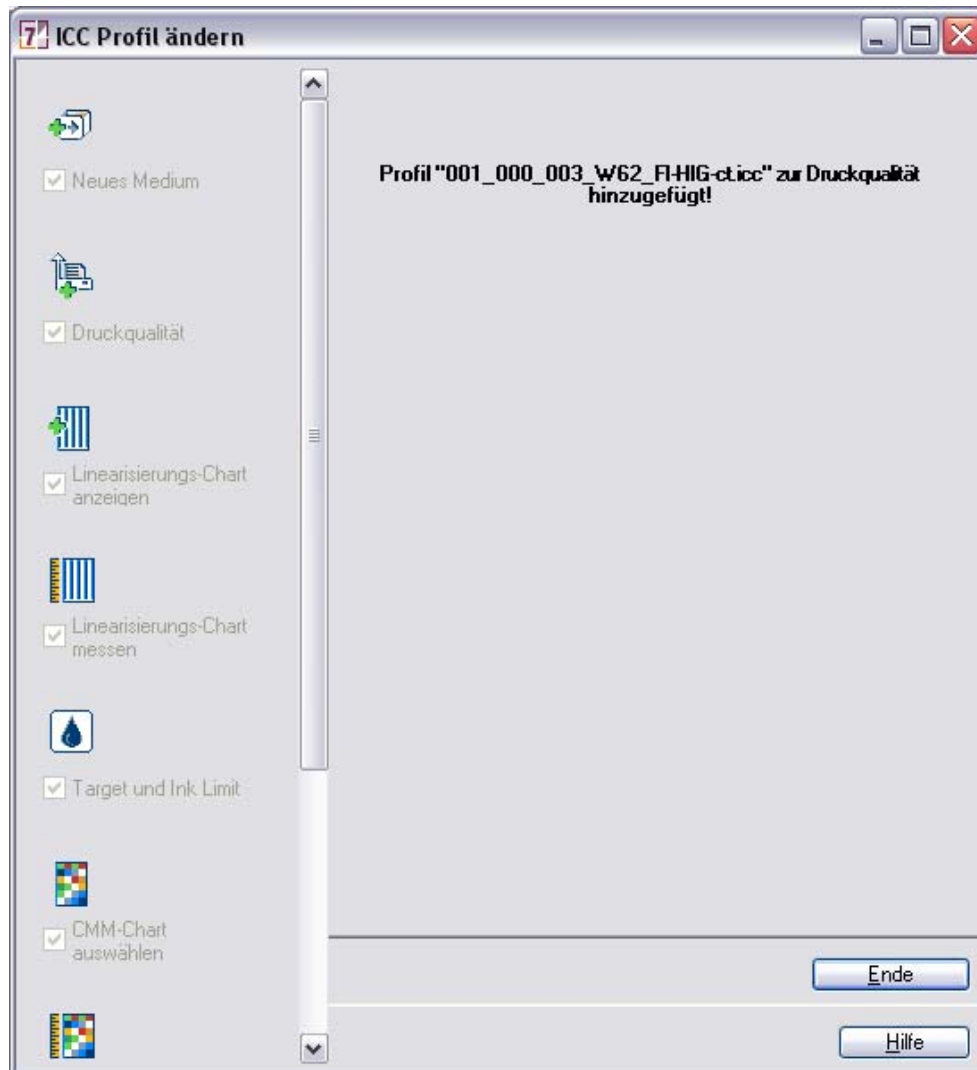 7 ICC Profil ändern
Neues Medium
Druckqualität
Linearisierungs-Chart
anzeigen
Linearisierungs-Chart
messen
Target und Ink Limit
CMM-Chart
auswählen
Profil "001_000_003_W62_FI-HIG-ct.icc" zur Druckqualität
hinzugefügt!
Ende
Hilfe